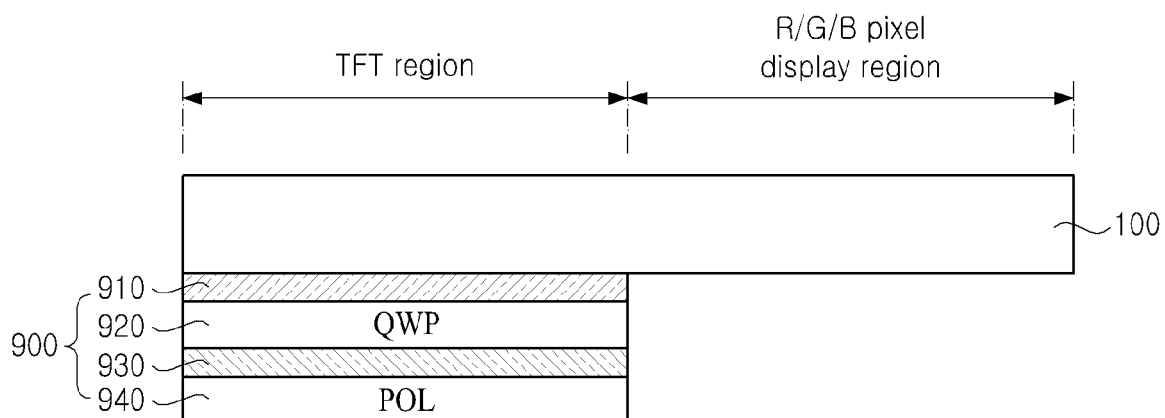 R/G/B pixel
TFT region
display region
100
910
920
QWP
900
930
940
POL